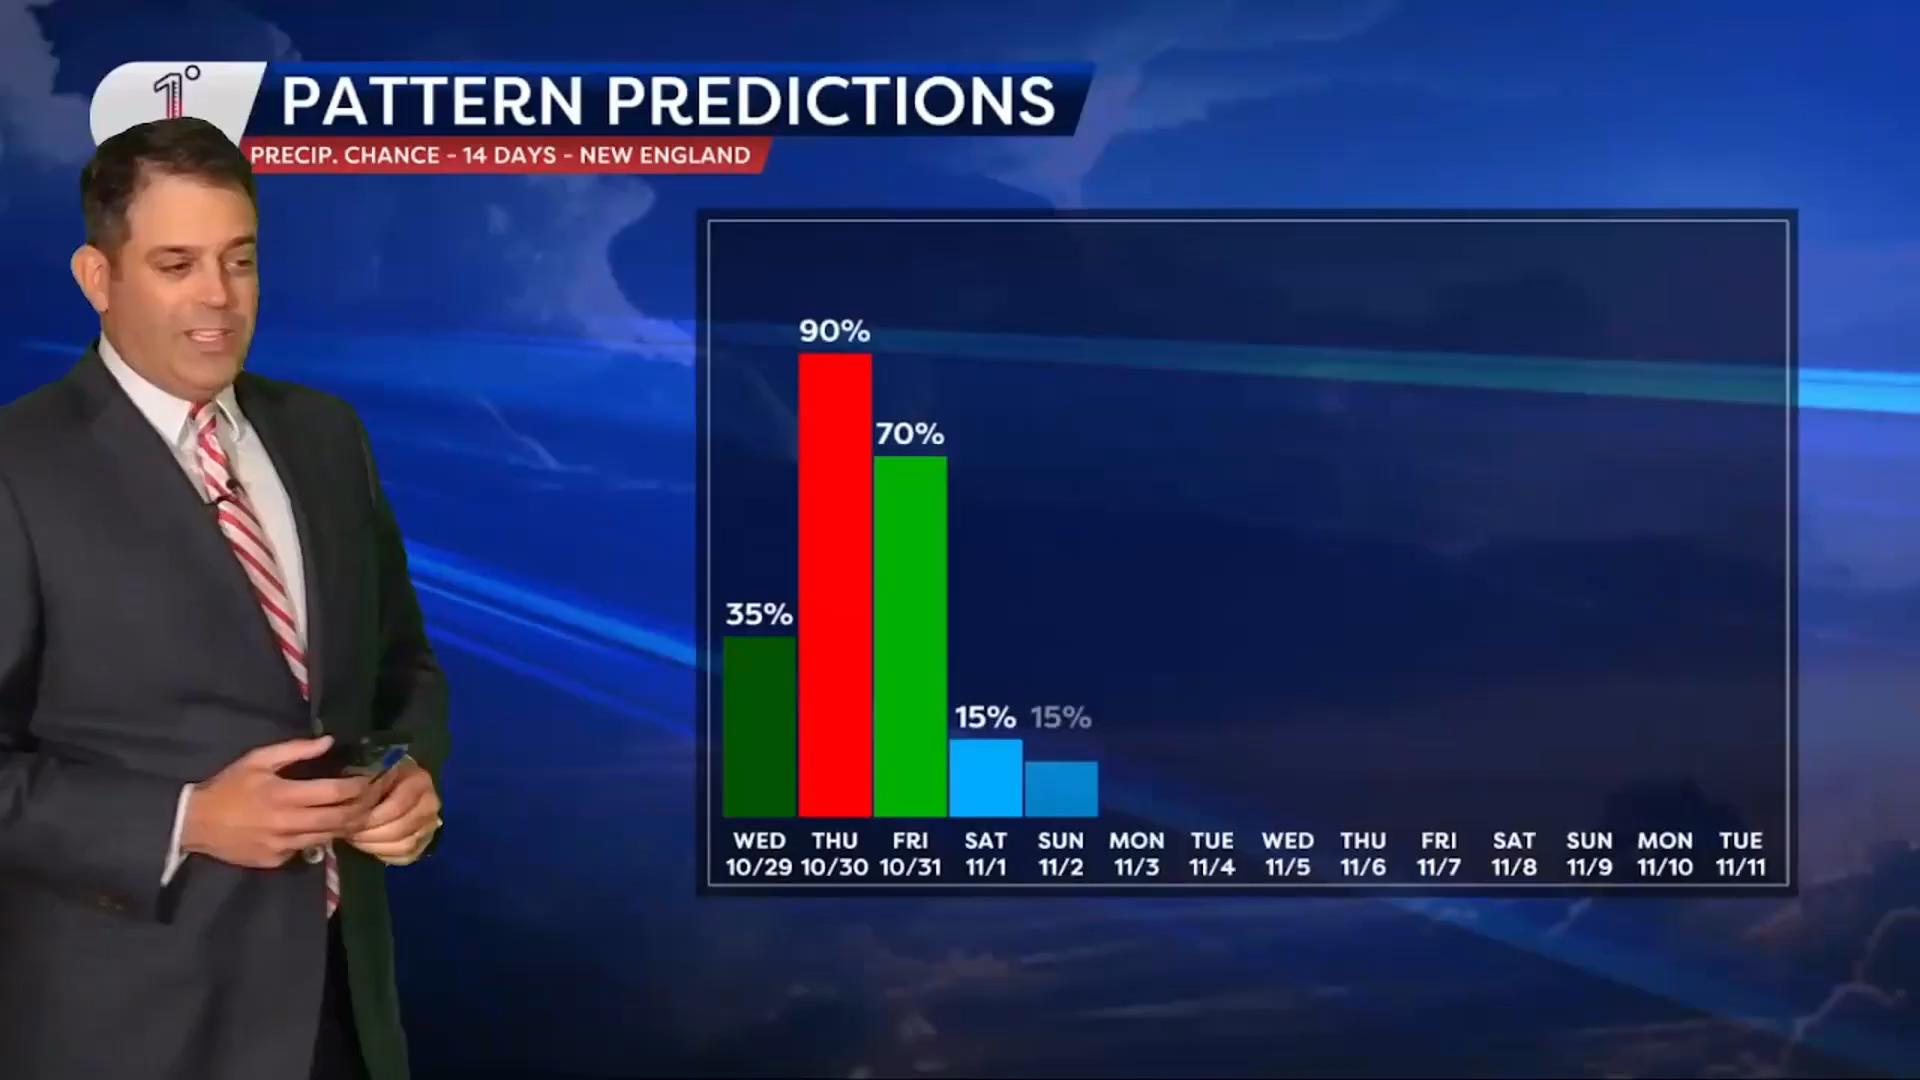 1°
PATTERN PREDICTIONS
PRECIP. CHANCE - 14 DAYS - NEW ENGLAND
90%
70%
35%
15% 15%
WED THU FRI SAT SUN MON TUE WED THU FRI SAT SUN MON TUE
10/29 10/30 10/31 11/1 11/2 11/3 11/4 11/5 11/6 11/7 11/8 11/9 11/10 11/11